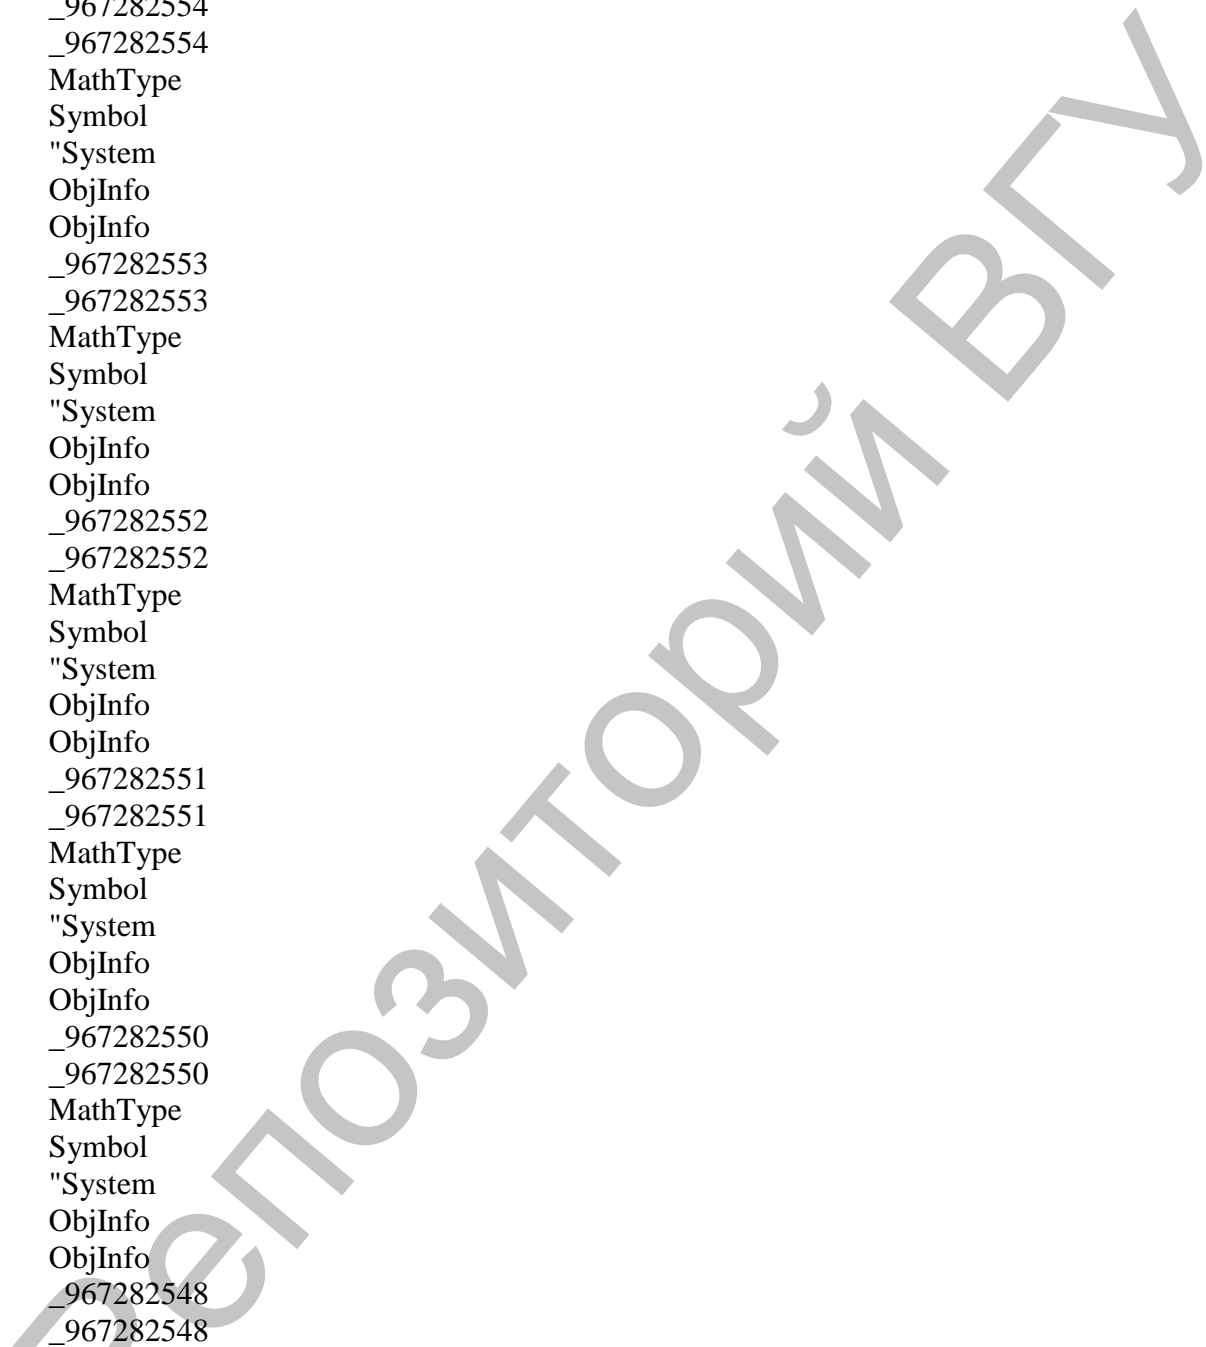 _967282554
_967282554
MathType
Symbol
"System
ObjInfo
ObjInfo
_967282553
_967282553
MathType
Symbol
"System
ObjInfo
ObjInfo
_967282552
_967282552
MathType
Symbol
"System
ObjInfo
ObjInfo
_967282551
_967282551
MathType
Symbol
"System
ObjInfo
ObjInfo
_967282550
_967282550
MathType
Symbol
"System
ObjInfo
ObjInfo
_967282548
_967282548
Репозиторий ВГУ